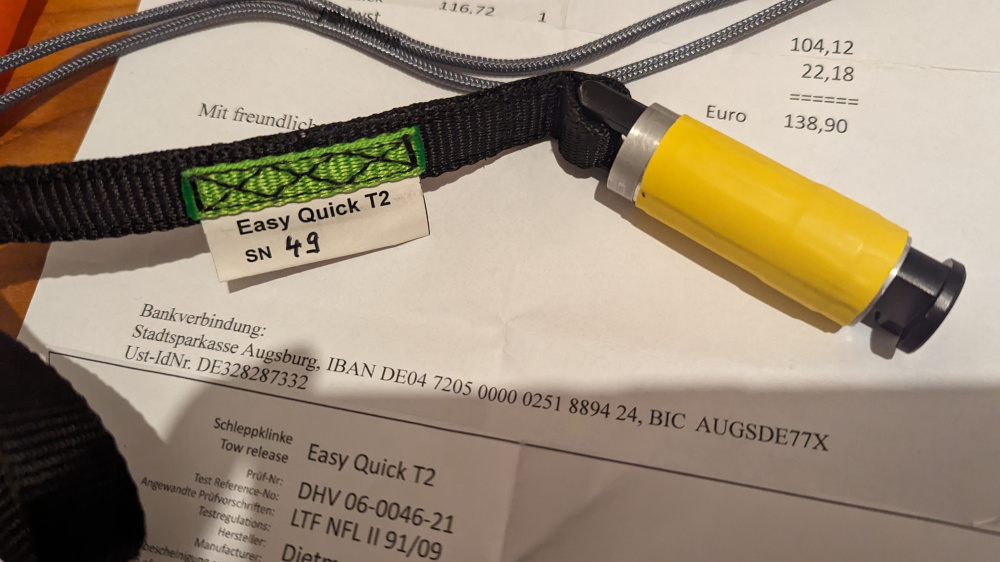 116,72 1
104,12
22,18
======
Euro 138,90
Mit freundlich
Easy Quick T2
SN 49
Bankverbindung:
Stadtsparkasse Augsburg, IBAN DE04 7205 0000 0251 8894 24, BIC AUGSDE77X
Ust-IdNr. DE328287332
Schleppklinke
Tow release
Easy Quick T2
Prüf-Nr:
Test Reference-No:
DHV 06-0046-21
Angewandte Prüfvorschriften:
Testregulations:
LTF NFL II 91/09
Hersteller:
Manufacturer:
Dietm